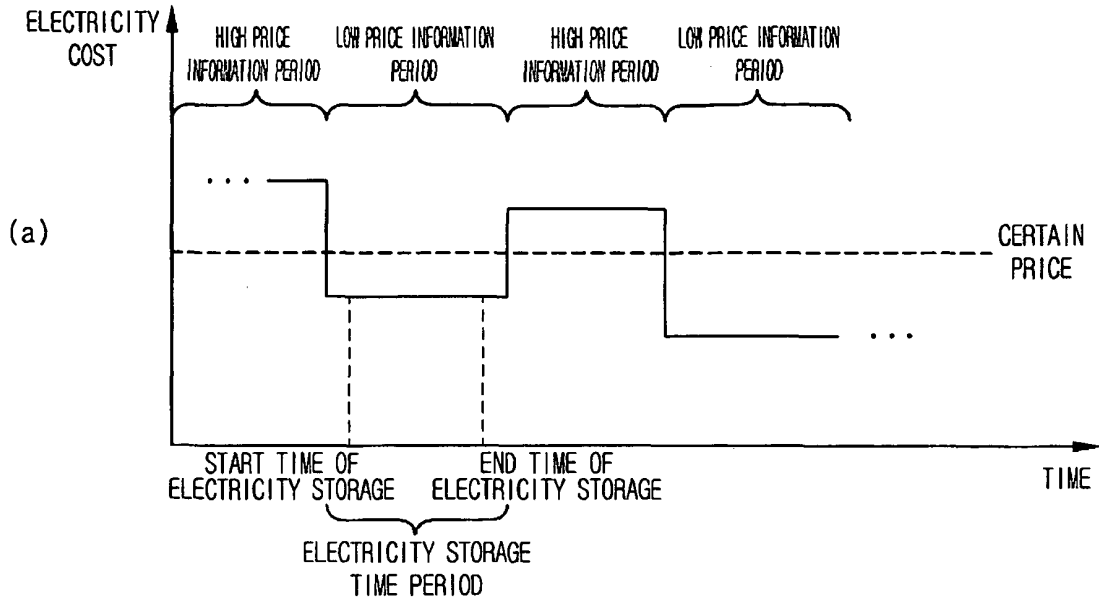 ELECTRICITY
COST
HIGH PRICE
INFORMATION PERIOD
LOW PRICE INFORMATION
PERIOD
HIGH PRICE
INFORMATION PERIOD
LOW PRICE INFORMATION
PERIOD
...
(a)
CERTAIN
PRICE
...
START TIME OF
ELECTRICITY STORAGE
END TIME OF
ELECTRICITY STORAGE
TIME
ELECTRICITY STORAGE
TIME PERIOD